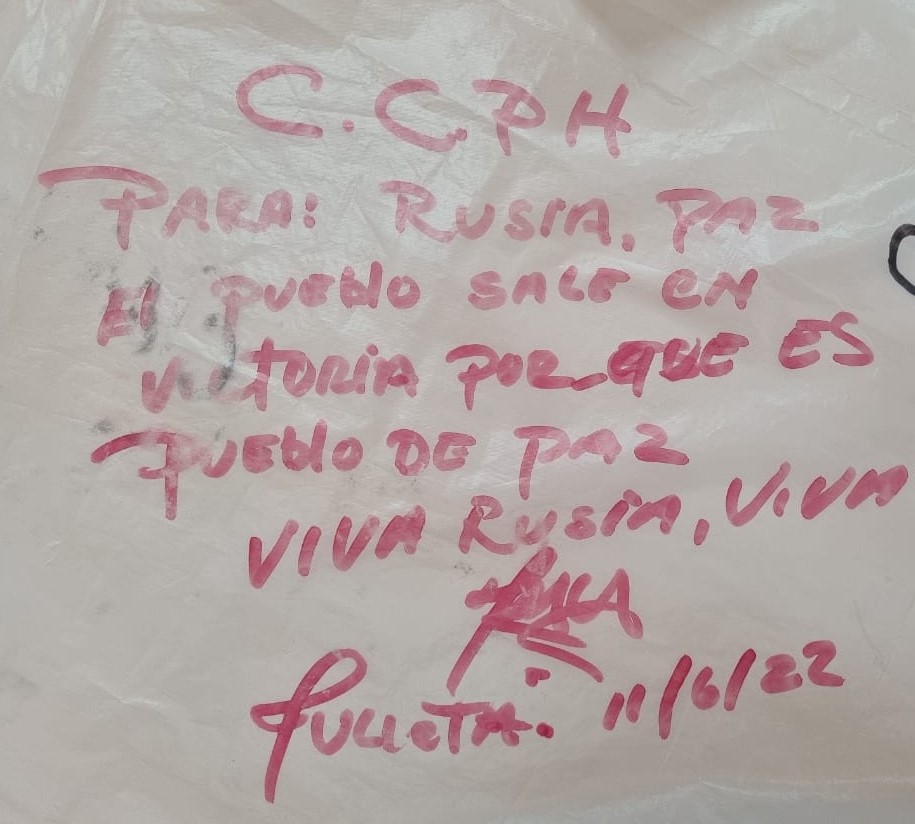 C.C.P H
PARA: RUSIA, PAZ
El PUEblO SALE EN
VICTORIA POR QUE ES
PUEblO DE PAZ
VIVA RUSIA, VIVA
11/6/22